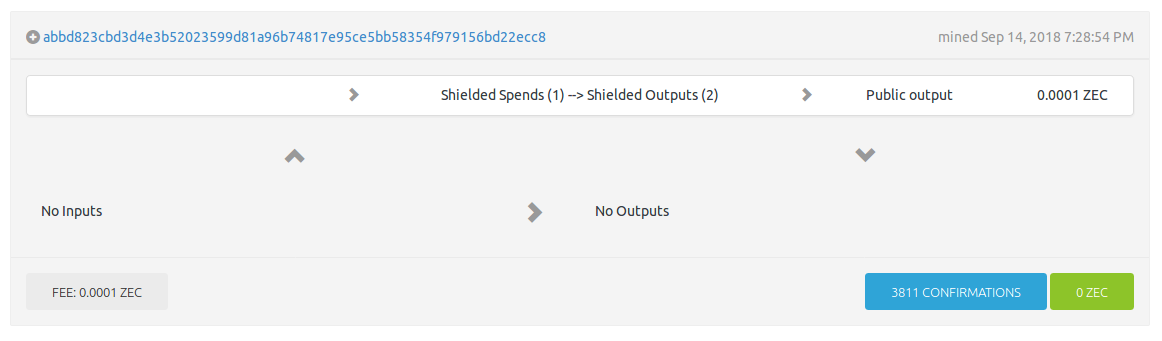 abbd823cbd3d4e3b52023599d81a96b74817e95ce5bb58354f979156bd22ecc8 mined Sep 14, 2018 7:28:54 PM
Shielded Spends (1) --> Shielded Outputs (2) Public output 0.0001 ZEC
No Inputs No Outputs
FEE: 0.0001 ZEC 3811 CONFIRMATIONS 0 ZEC